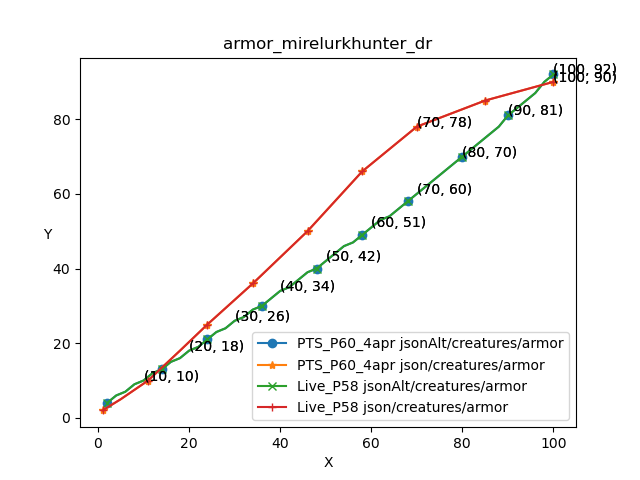 armor_mirelurkhunter_dr
(100, 92)
(100, 90)
(90, 81)
(70, 78)
(80, 70)
(70, 60)
(60, 51)
(50, 42)
(40, 34)
(30, 26)
(20, 18)
(10, 10)
Y
80
60
40
20
0
PTS_P60_4apr jsonAlt/creatures/armor
PTS_P60_4apr json/creatures/armor
Live_P58 jsonAlt/creatures/armor
Live_P58 json/creatures/armor
0 20 40 60 80 100
X